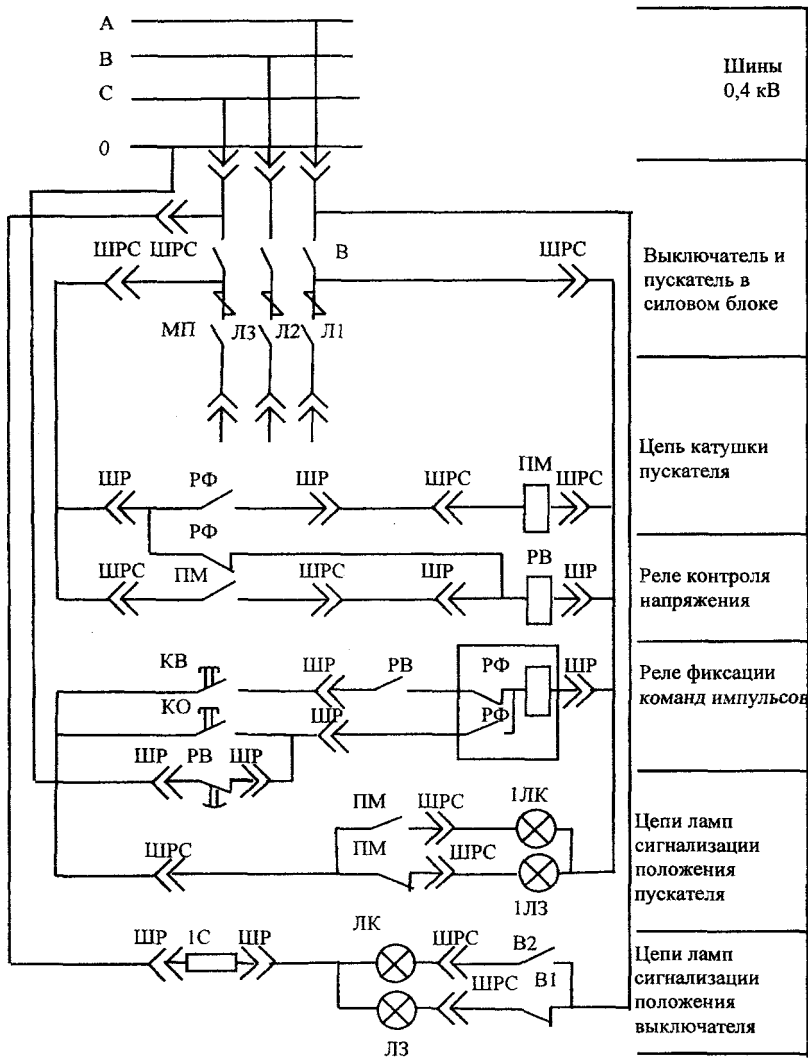 A
B
C
0
Шины
0,4 кВ
ШРС
ШРС
ШРС
В
ШРС
Выключатель и
пускатель в
силовом блоке
МП
Л3
Л2
Л1
Цепь катушки
пускателя
ШР
РФ
ШР
ШРС
ПМ
ШРС
РФ
ШРС
ПМ
ШРС
ШР
РВ
ШР
Реле контроля
напряжения
КВ
ШР
РВ
РФ
ШР
Реле фиксации
команд импульсов
КО
ШР
РФ
ШР
РВ
ШР
ПМ
ШРС
1ЛК
ПМ
ШРС
ШРС
1ЛЗ
Цепи ламп
сигнализации
положения
пускателя
ШР
1С
ШР
ЛК
ШРС
В2
ШРС
В1
ЛЗ
Цепи ламп
сигнализации
положения
выключателя